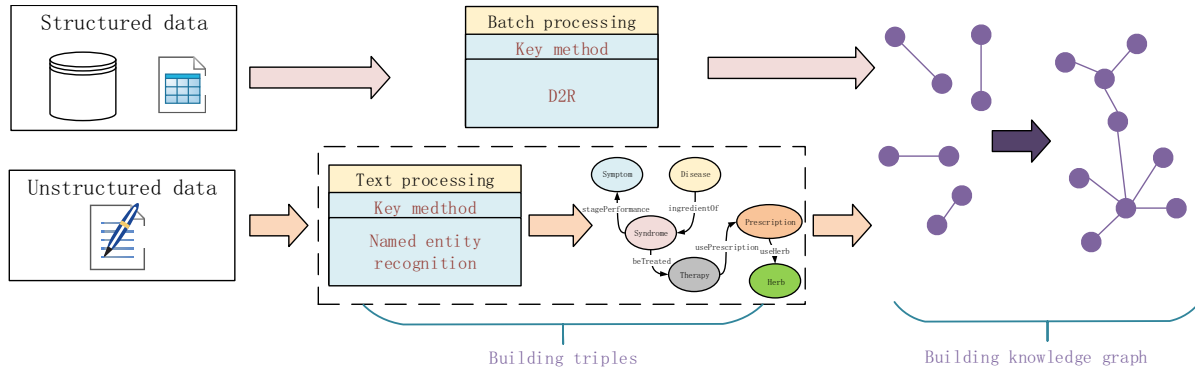 Structured data
Batch processing
Key method
D2R
Unstructured data
Text processing
Key medthod
Named entity
recognition
Symptom
Disease
stagePerformance
ingredientOf
Syndrome
Prescription
usePrescription
useHerb
beTreated
Therapy
Herb
Building triples
Building knowledge graph